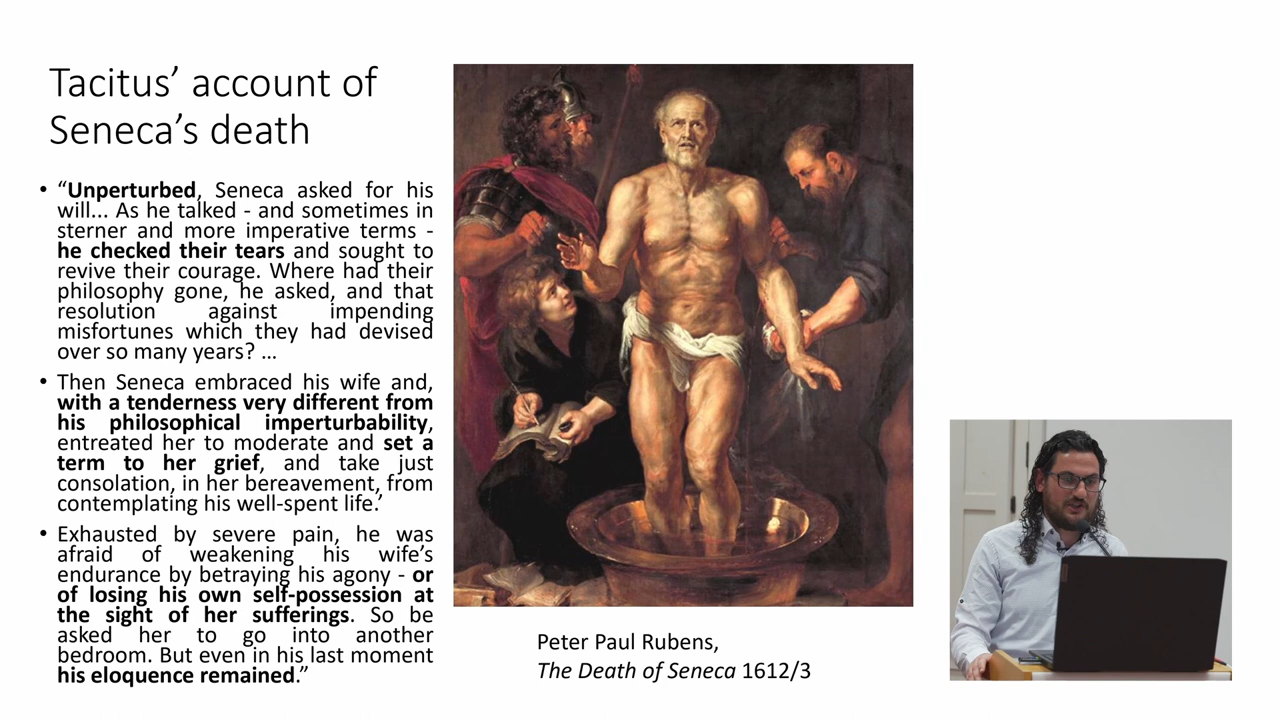 Tacitus’ account of
Seneca’s death
• “Unperturbed, Seneca asked for his
will... As he talked - and sometimes in
sterner and more imperative terms -
he checked their tears and sought to
revive their courage. Where had their
philosophy gone, he asked, and that
resolution against impending
misfortunes which they had devised
over so many years? …
• Then Seneca embraced his wife and,
with a tenderness very different from
his philosophical imperturbability,
entreated her to moderate and set a
term to her grief, and take just
consolation, in her bereavement, from
contemplating his well-spent life.’
• Exhausted by severe pain, he was
afraid of weakening his wife’s
endurance by betraying his agony - or
of losing his own self-possession at
the sight of her sufferings. So be
asked her to go into another
bedroom. But even in his last moment
his eloquence remained.”
Peter Paul Rubens,
The Death of Seneca 1612/3